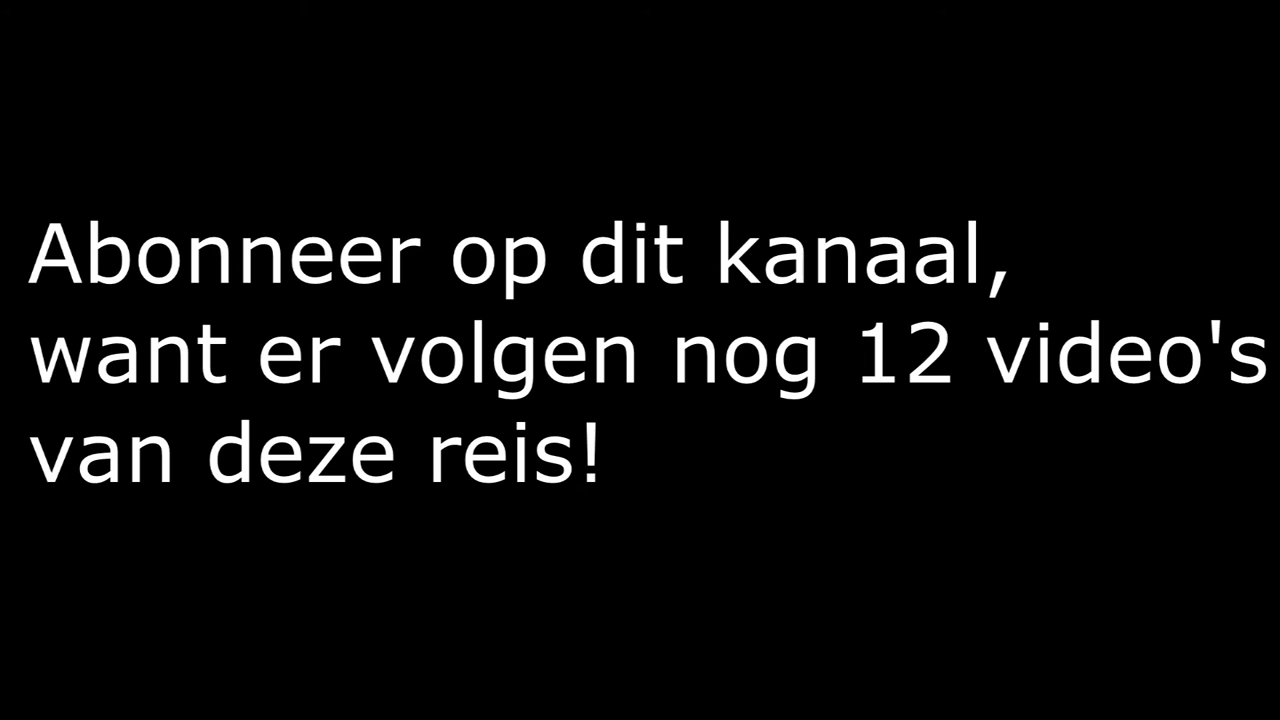 Abonneer op dit kanaal,
want er volgen nog 12 video's
van deze reis!